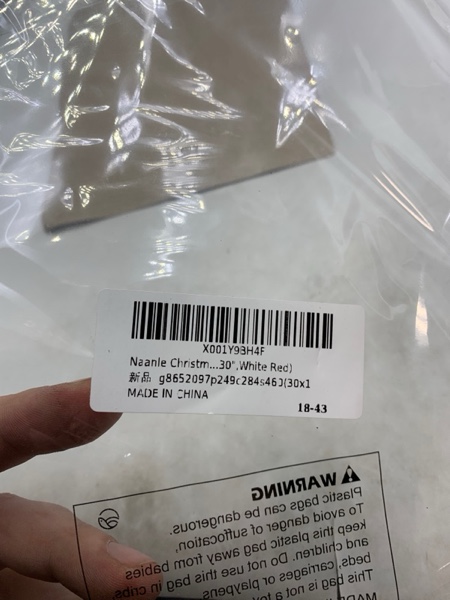 X001Y9BH4F
Naanle Christm...30",White Red)
新品 g8652097p249c284s460(30x1
MADE IN CHINA
18-43
WARNING
Plastic bags can be dangerous.
To avoid danger of suffocation,
keep this plastic bag away from babies
and children. Do not use this bag in cribs,
beds, carriages or playpens.
This bag is not a to
MADE